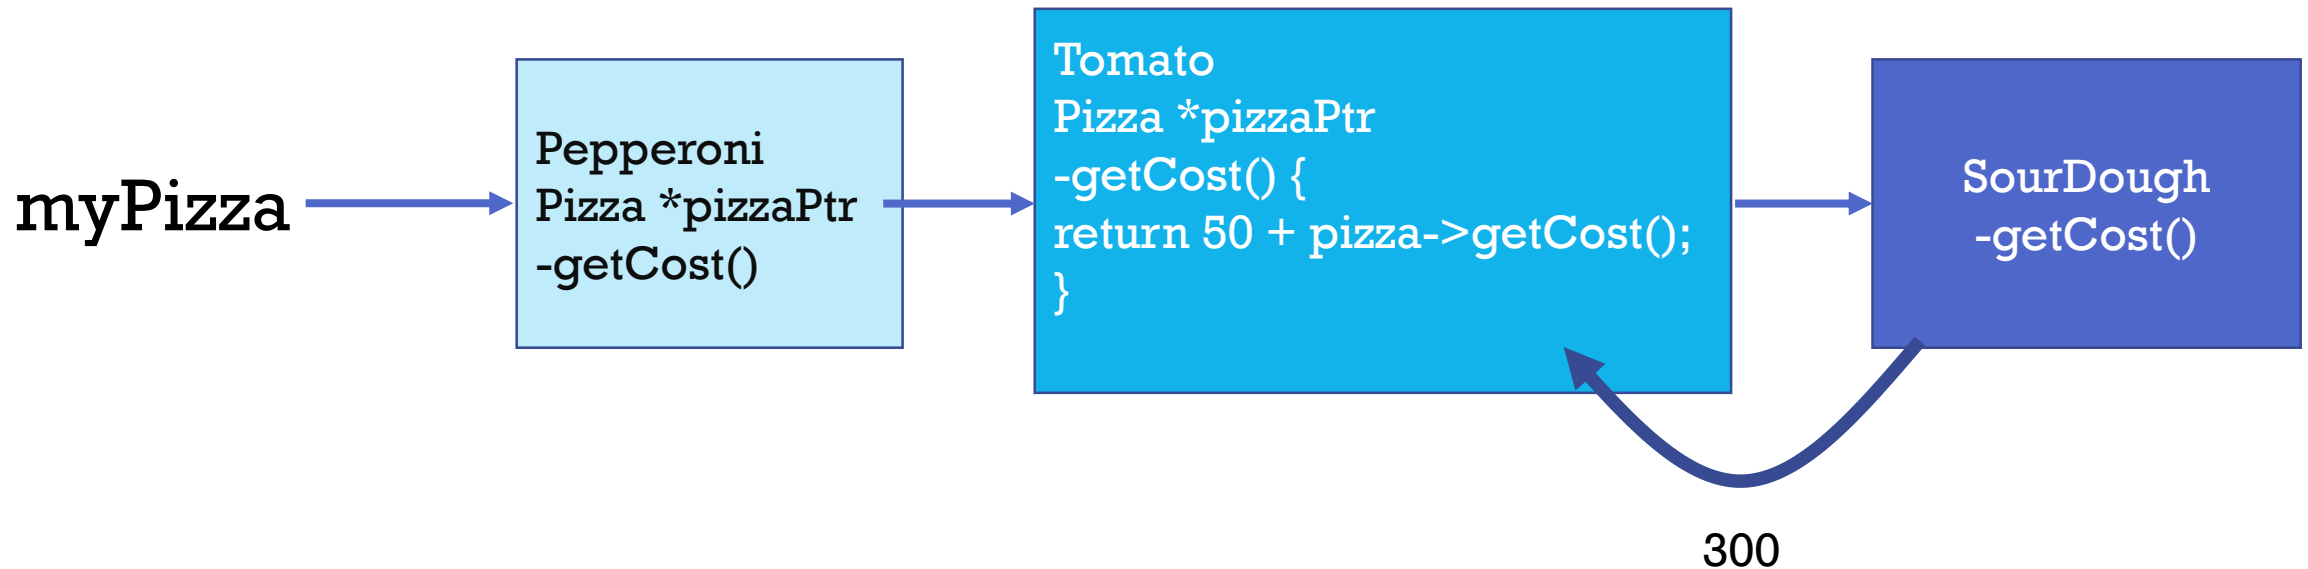 myPizza
Pepperoni
Pizza *pizzaPtr
-getCost()
Tomato
Pizza *pizzaPtr
-getCost() {
return 50 + pizza->getCost();
}
SourDough
-getCost()
300